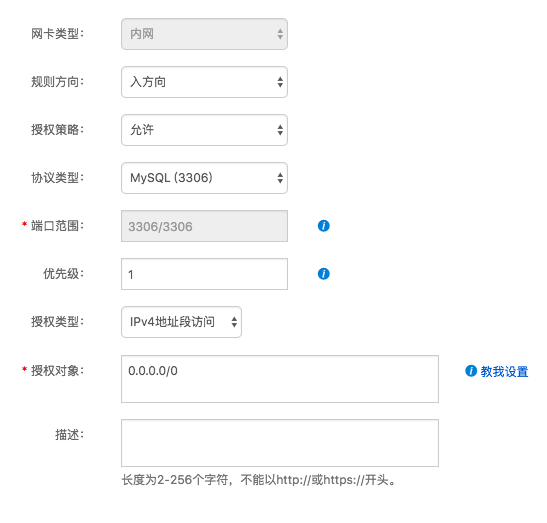 网卡类型： 内网
规则方向： 入方向
授权策略： 允许
协议类型： MySQL (3306)
* 端口范围： 3306/3306
优先级： 1
授权类型： IPv4地址段访问
* 授权对象： 0.0.0.0/0 教我设置
描述：
长度为2-256个字符，不能以http://或https://开头。